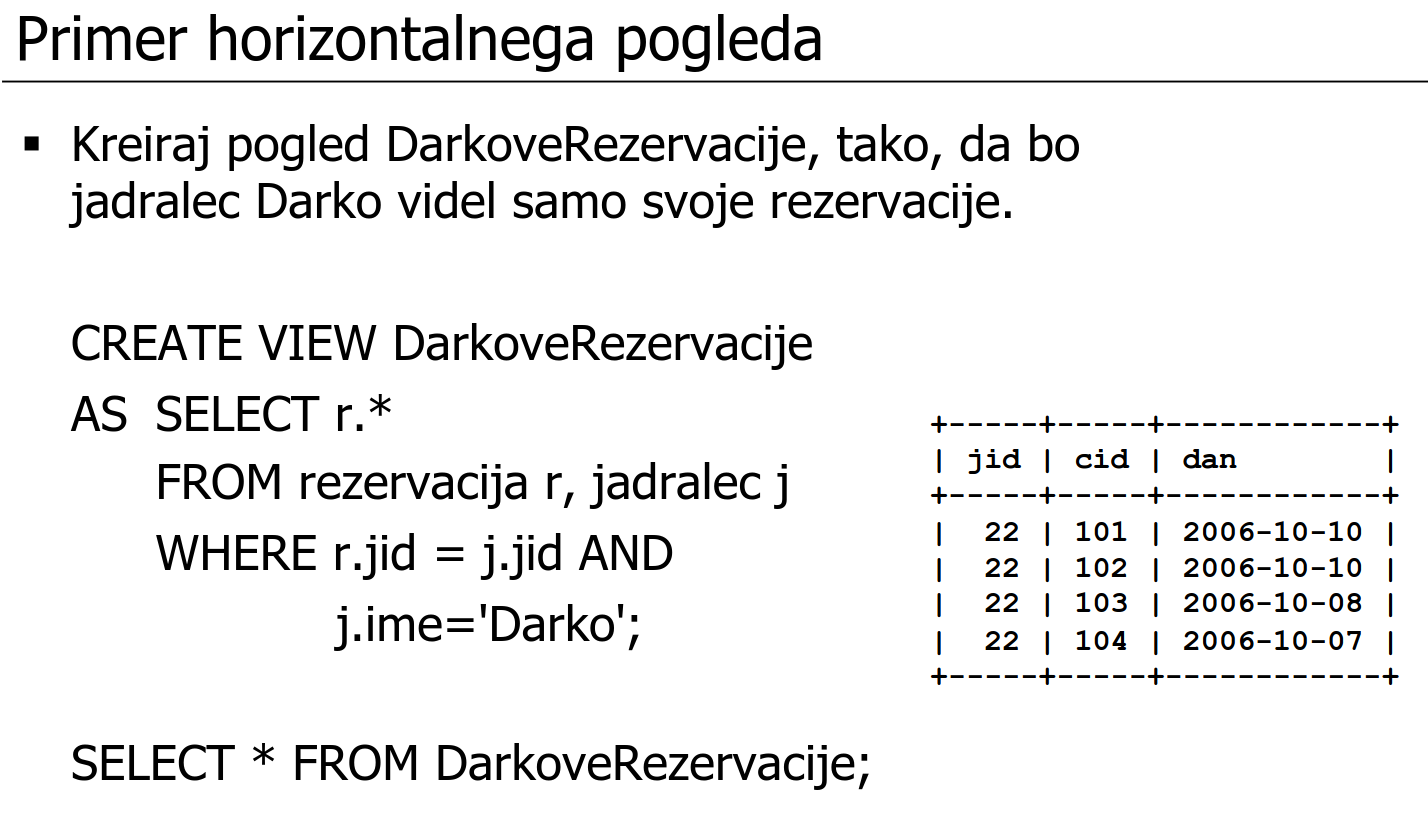 Primer horizontalnega pogleda
▪ Kreiraj pogled DarkoveRezervacije, tako, da bo
jadralec Darko videl samo svoje rezervacije.
CREATE VIEW DarkoveRezervacije
AS SELECT r.*
FROM rezervacija r, jadralec j
WHERE r.jid = j.jid AND
j.ime='Darko';
+-----+-----+------------+
| jid | cid | dan        |
+-----+-----+------------+
|  22 | 101 | 2006-10-10 |
|  22 | 102 | 2006-10-10 |
|  22 | 103 | 2006-10-08 |
|  22 | 104 | 2006-10-07 |
+-----+-----+------------+
SELECT * FROM DarkoveRezervacije;